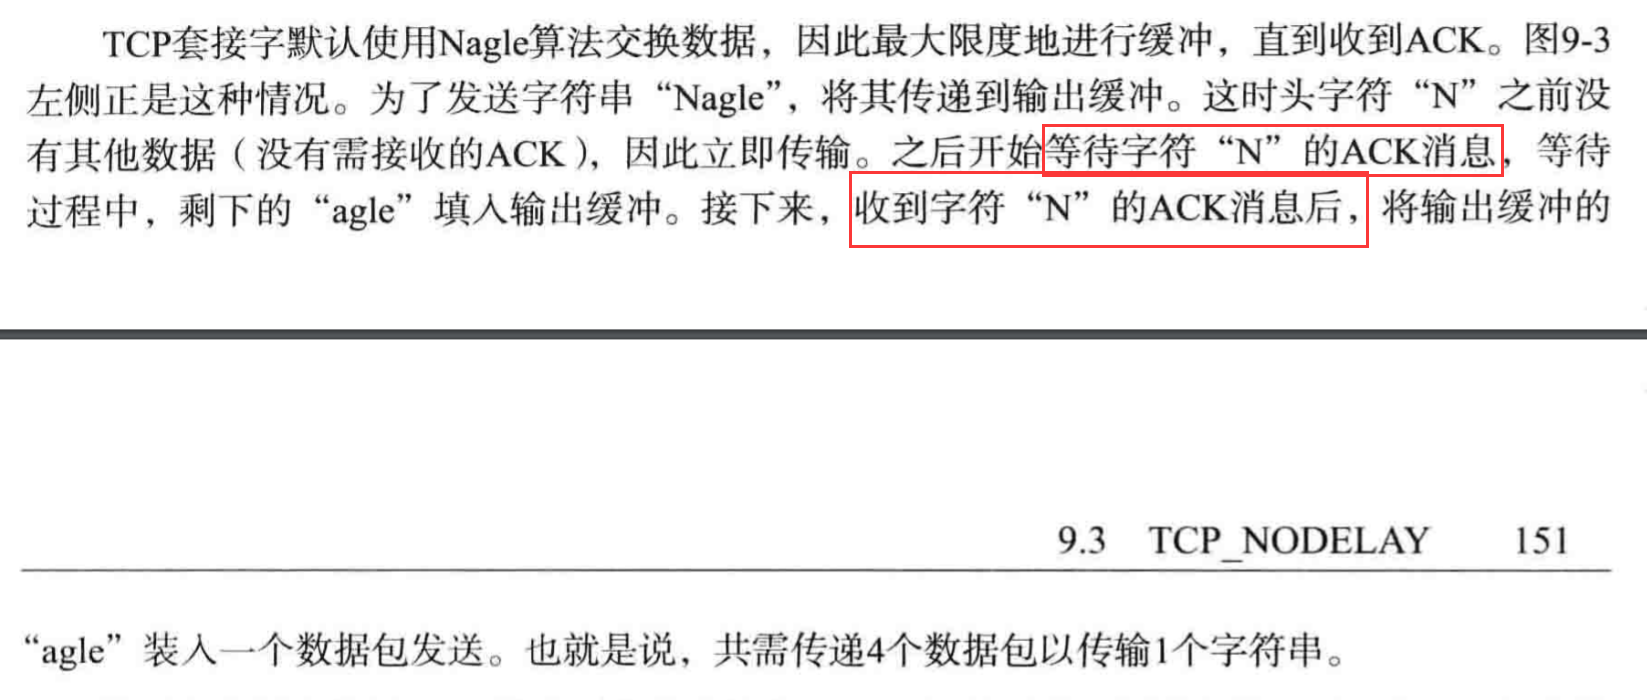 TCP套接字默认使用Nagle算法交换数据，因此最大限度地进行缓冲，直到收到ACK。图9-3
左侧正是这种情况。为了发送字符串“Nagle”，将其传递到输出缓冲。这时头字符“N”之前没
有其他数据（没有需接收的ACK），因此立即传输。之后开始等待字符“N”的ACK消息，等待
过程中，剩下的“agle”填入输出缓冲。接下来，收到字符“N”的ACK消息后，将输出缓冲的
9.3 TCP_NODELAY 151
“agle”装入一个数据包发送。也就是说，共需传递4个数据包以传输1个字符串。